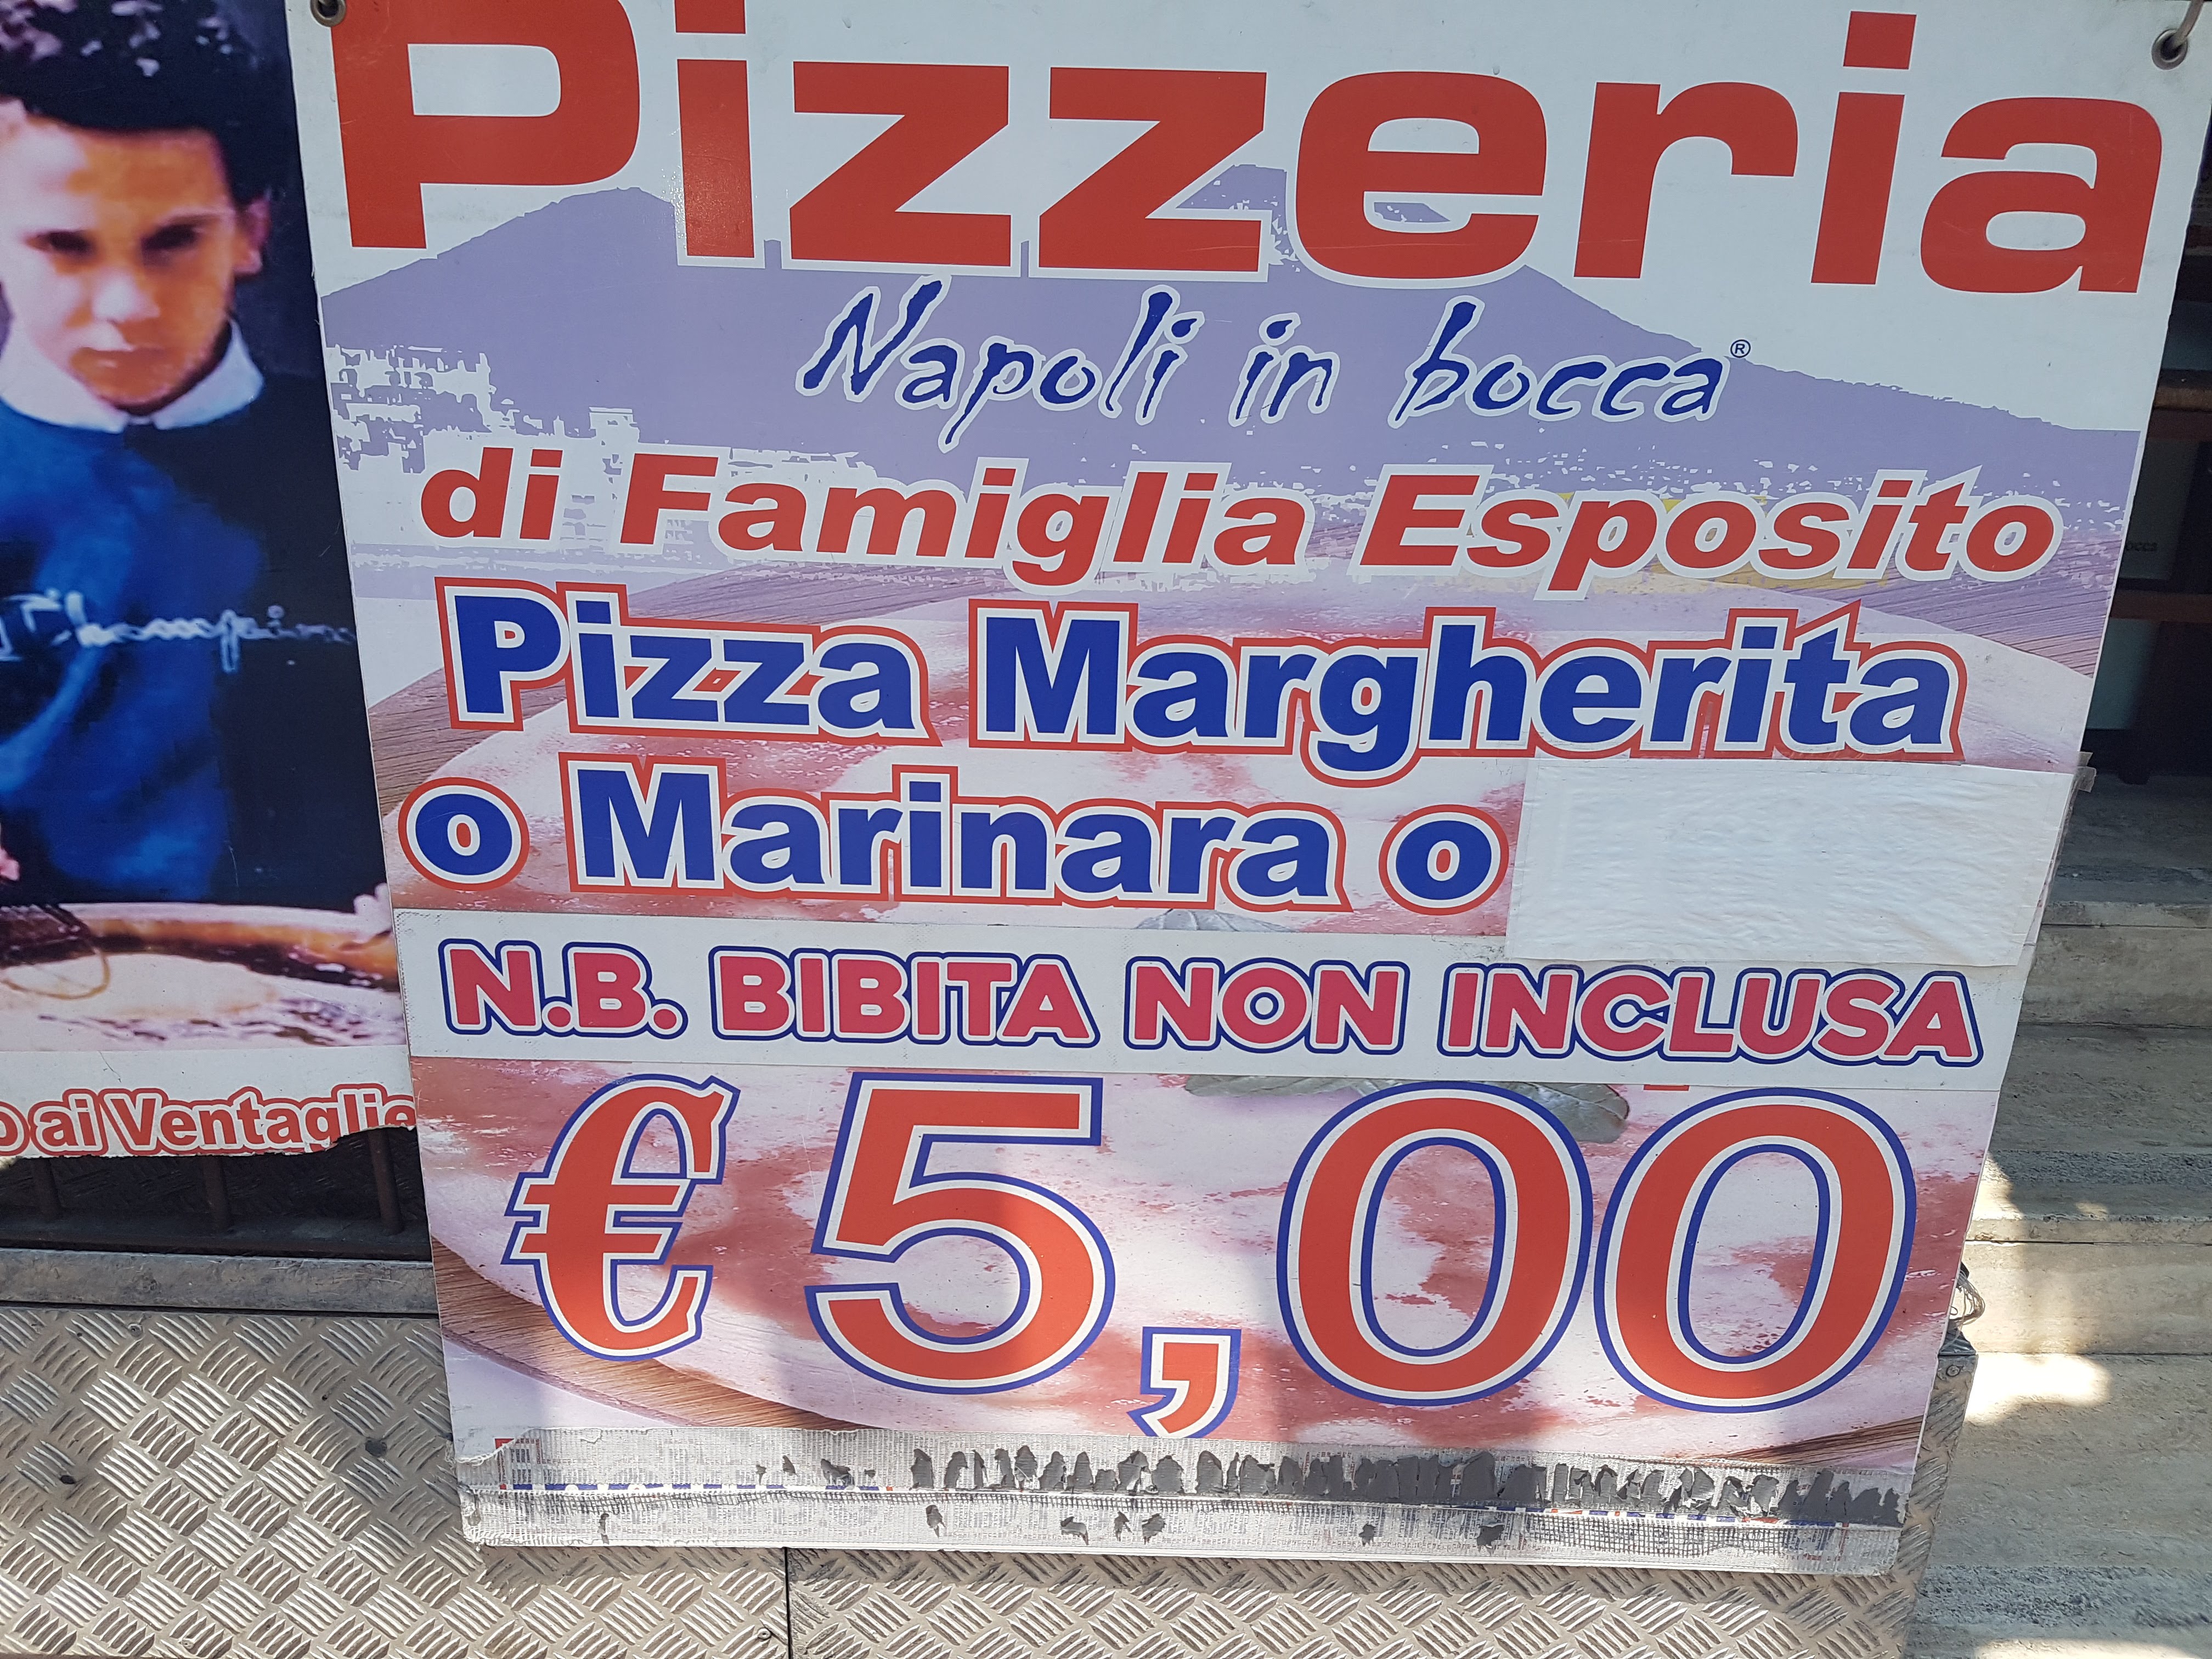 Pizzeria
Napoli in bocca®
di Famiglia Esposito
Pizza Margherita
o Marinara o
N.B. BIBITA NON INCLUSA
€ 5,00
ai Ventaglie